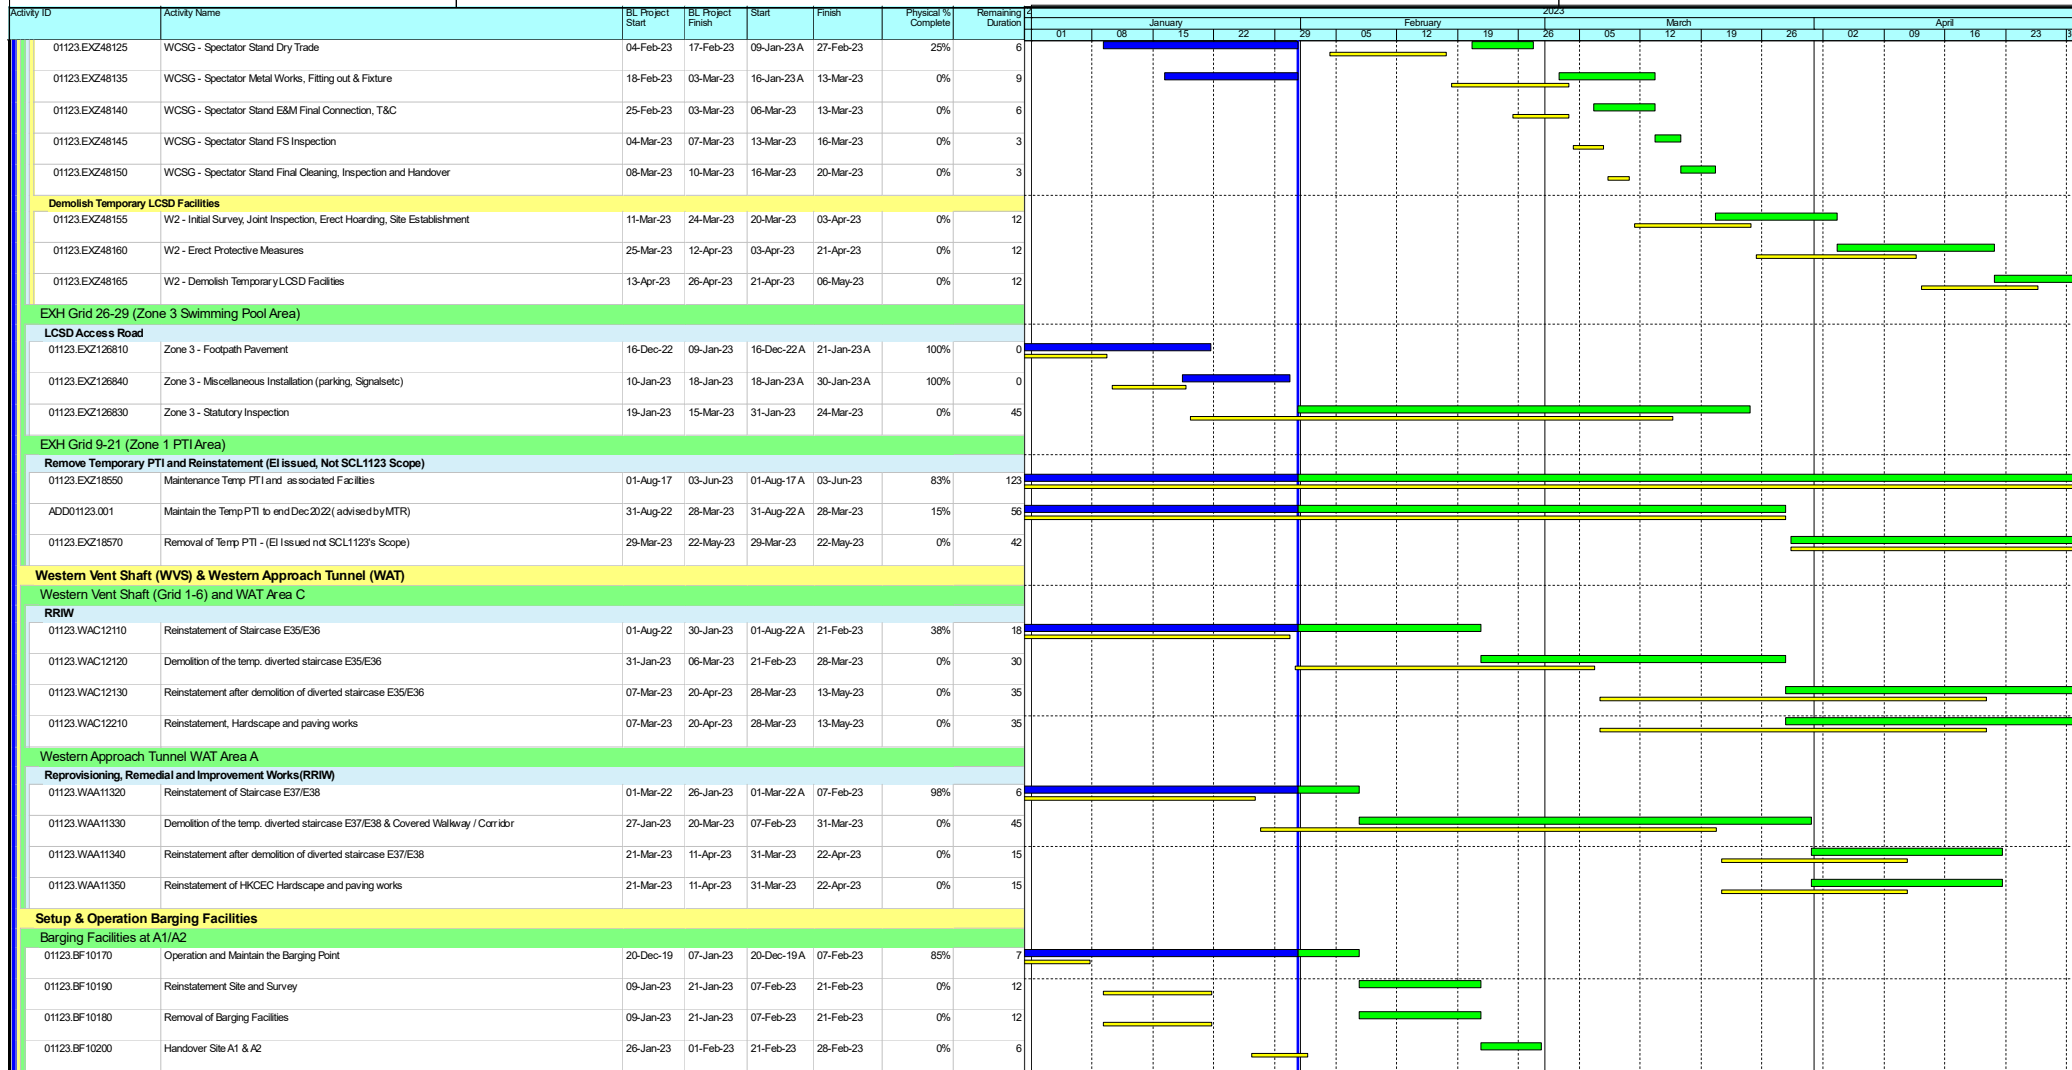 Activity ID Activity Name BL Project Start BL Project Finish Start Finish Physical % Complete Remaining Duration 2 2023
January February March April
01 08 15 22 29 05 12 19 26 05 12 19 26 02 09 16 23 3
01123.EXZ48125 WCSG - Spectator Stand Dry Trade 04-Feb-23 17-Feb-23 09-Jan-23 A 27-Feb-23 25% 6
01123.EXZ48135 WCSG - Spectator Metal Works, Fitting out & Fixture 18-Feb-23 03-Mar-23 16-Jan-23 A 13-Mar-23 0% 9
01123.EXZ48140 WCSG - Spectator Stand E&M Final Connection, T&C 25-Feb-23 03-Mar-23 06-Mar-23 13-Mar-23 0% 6
01123.EXZ48145 WCSG - Spectator Stand FS Inspection 04-Mar-23 07-Mar-23 13-Mar-23 16-Mar-23 0% 3
01123.EXZ48150 WCSG - Spectator Stand Final Cleaning, Inspection and Handover 08-Mar-23 10-Mar-23 16-Mar-23 20-Mar-23 0% 3
Demolish Temporary LCSD Facilities
01123.EXZ48155 W2 - Initial Survey, Joint Inspection, Erect Hoarding, Site Establishment 11-Mar-23 24-Mar-23 20-Mar-23 03-Apr-23 0% 12
01123.EXZ48160 W2 - Erect Protective Measures 25-Mar-23 12-Apr-23 03-Apr-23 21-Apr-23 0% 12
01123.EXZ48165 W2 - Demolish Temporary LCSD Facilities 13-Apr-23 26-Apr-23 21-Apr-23 06-May-23 0% 12
EXH Grid 26-29 (Zone 3 Swimming Pool Area)
LCSD Access Road
01123.EXZ126810 Zone 3 - Footpath Pavement 16-Dec-22 09-Jan-23 16-Dec-22 A 21-Jan-23 A 100% 0
01123.EXZ126840 Zone 3 - Miscellaneous Installation (parking, Signalsetc) 10-Jan-23 18-Jan-23 18-Jan-23 A 30-Jan-23 A 100% 0
01123.EXZ126830 Zone 3 - Statutory Inspection 19-Jan-23 15-Mar-23 31-Jan-23 24-Mar-23 0% 45
EXH Grid 9-21 (Zone 1 PTI Area)
Remove Temporary PTI and Reinstatement (EI issued, Not SCL1123 Scope)
01123.EXZ18550 Maintenance Temp PTI and associated Facilities 01-Aug-17 03-Jun-23 01-Aug-17 A 03-Jun-23 83% 123
ADD01123.001 Maintain the Temp PTI to end Dec 2022( advised by MTR) 31-Aug-22 28-Mar-23 31-Aug-22 A 28-Mar-23 15% 56
01123.EXZ18570 Removal of Temp PTI - (EI Issued not SCL1123's Scope) 29-Mar-23 22-May-23 29-Mar-23 22-May-23 0% 42
Western Vent Shaft (WVS) & Western Approach Tunnel (WAT)
Western Vent Shaft (Grid 1-6) and WAT Area C
RRIW
01123.WAC12110 Reinstatement of Staircase E35/E36 01-Aug-22 30-Jan-23 01-Aug-22 A 21-Feb-23 38% 18
01123.WAC12120 Demolition of the temp. diverted staircase E35/E36 31-Jan-23 06-Mar-23 21-Feb-23 28-Mar-23 0% 30
01123.WAC12130 Reinstatement after demolition of diverted staircase E35/E36 07-Mar-23 20-Apr-23 28-Mar-23 13-May-23 0% 35
01123.WAC12210 Reinstatement, Hardscape and paving works 07-Mar-23 20-Apr-23 28-Mar-23 13-May-23 0% 35
Western Approach Tunnel WAT Area A
Reprovisioning, Remedial and Improvement Works(RRIW)
01123.WAA11320 Reinstatement of Staircase E37/E38 01-Mar-22 26-Jan-23 01-Mar-22 A 07-Feb-23 98% 6
01123.WAA11330 Demolition of the temp. diverted staircase E37/E38 & Covered Walkway / Corridor 27-Jan-23 20-Mar-23 07-Feb-23 31-Mar-23 0% 45
01123.WAA11340 Reinstatement after demolition of diverted staircase E37/E38 21-Mar-23 11-Apr-23 31-Mar-23 22-Apr-23 0% 15
01123.WAA11350 Reinstatement of HKCEC Hardscape and paving works 21-Mar-23 11-Apr-23 31-Mar-23 22-Apr-23 0% 15
Setup & Operation Barging Facilities
Barging Facilities at A1/A2
01123.BF10170 Operation and Maintain the Barging Point 20-Dec-19 07-Jan-23 20-Dec-19 A 07-Feb-23 85% 7
01123.BF10190 Reinstatement Site and Survey 09-Jan-23 21-Jan-23 07-Feb-23 21-Feb-23 0% 12
01123.BF10180 Removal of Barging Facilities 09-Jan-23 21-Jan-23 07-Feb-23 21-Feb-23 0% 12
01123.BF10200 Handover Site A1 & A2 26-Jan-23 01-Feb-23 21-Feb-23 28-Feb-23 0% 6